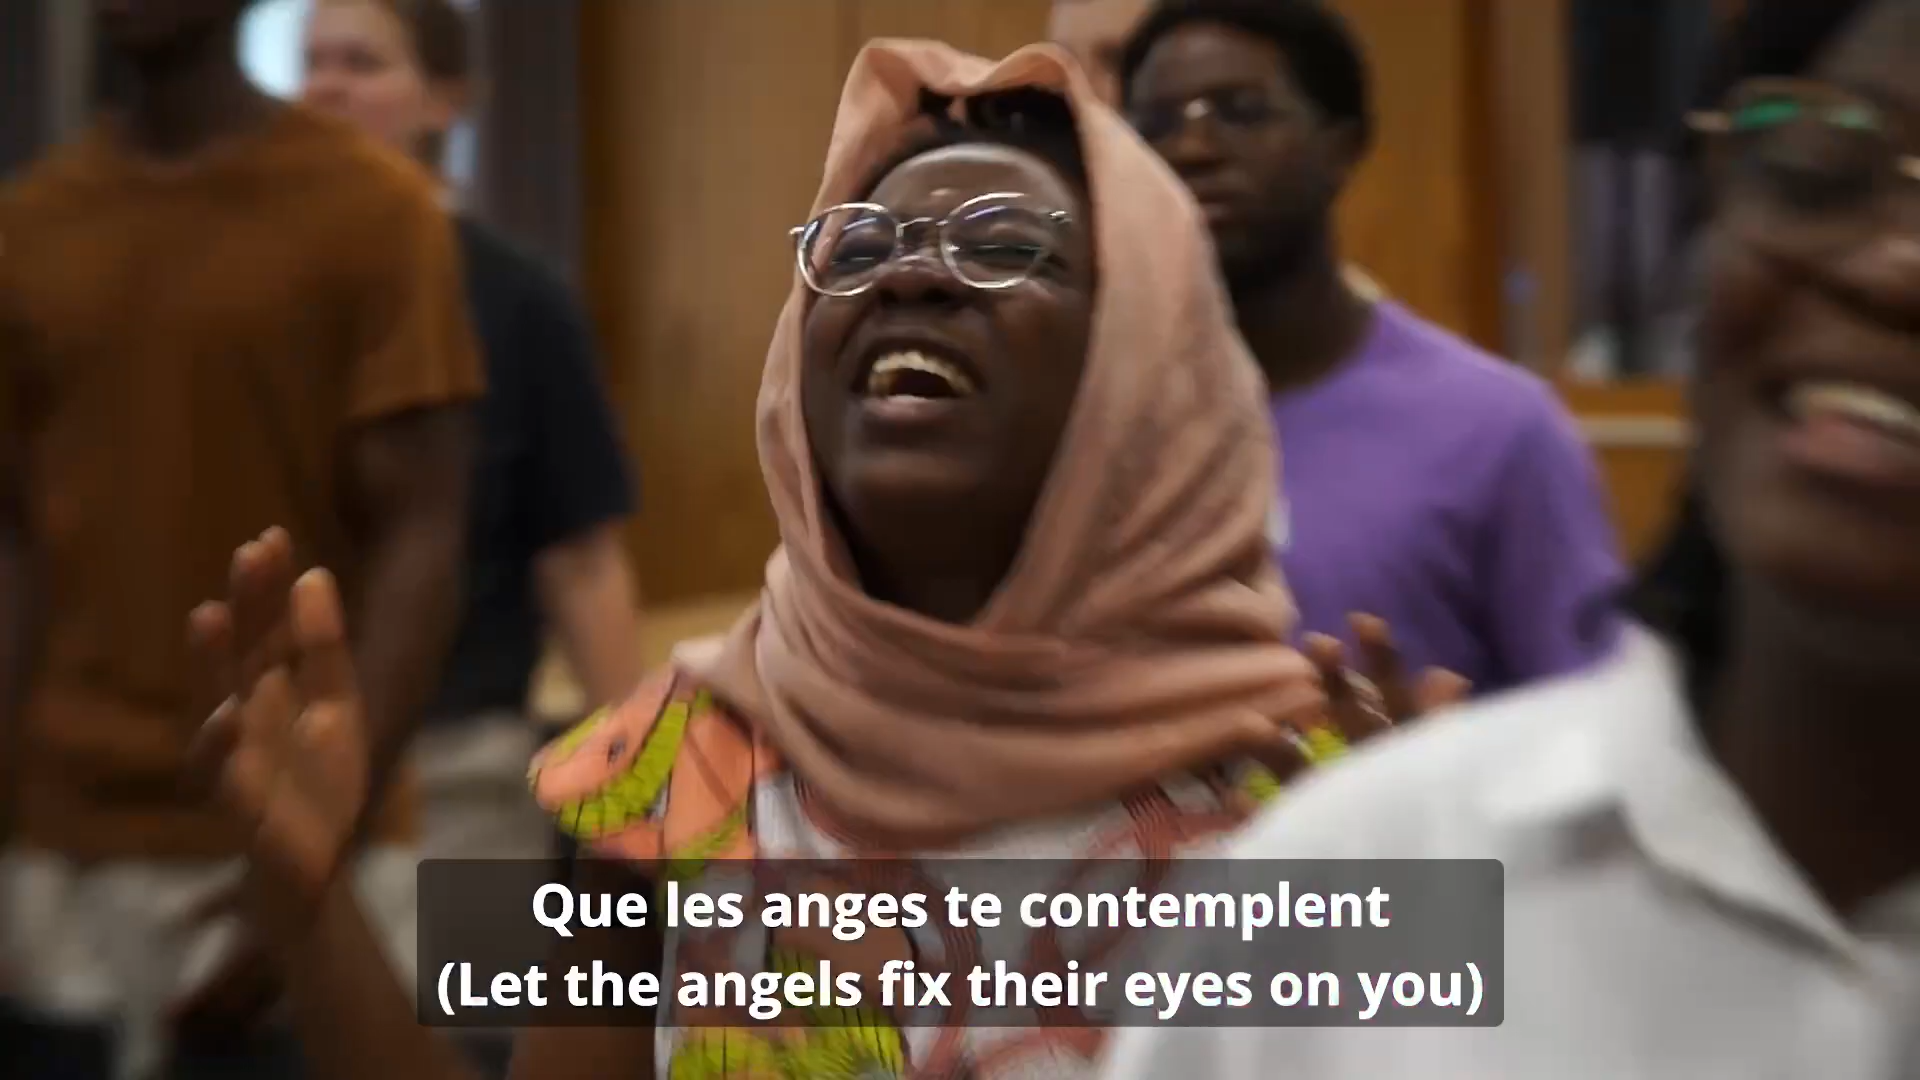 Que les anges te contemplent
(Let the angels fix their eyes on you)